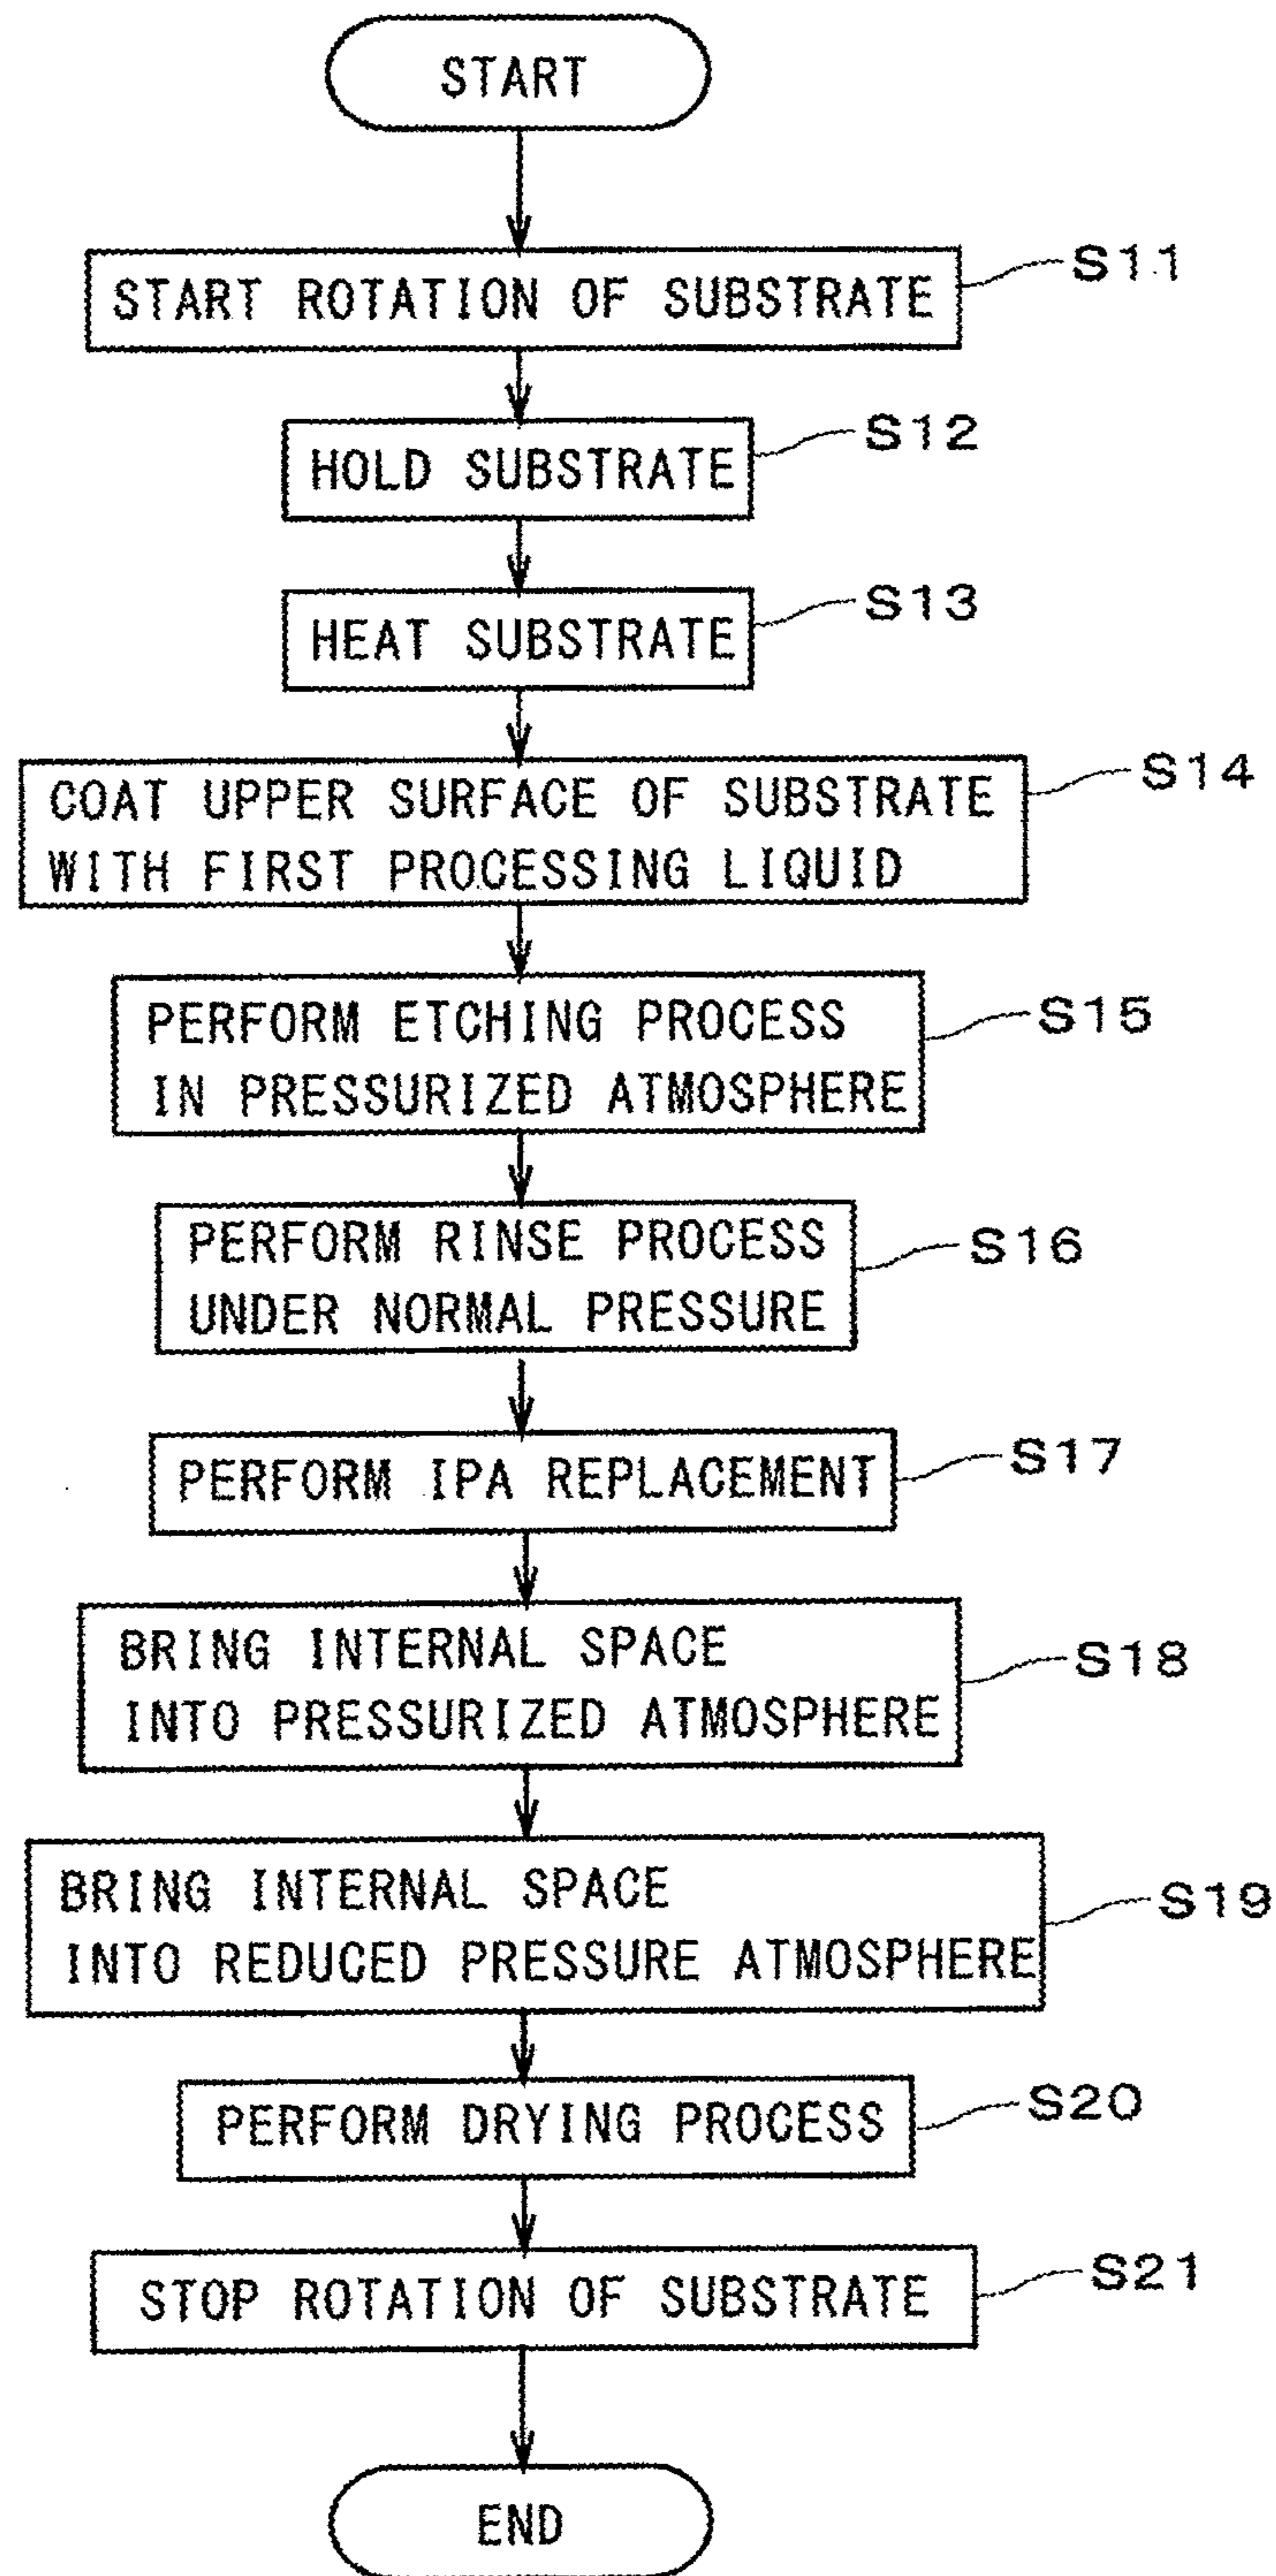 START
START ROTATION OF SUBSTRATE
S11
HOLD SUBSTRATE
S12
HEAT SUBSTRATE
S13
COAT UPPER SURFACE OF SUBSTRATE
WITH FIRST PROCESSING LIQUID
S14
PERFORM ETCHING PROCESS
IN PRESSURIZED ATMOSPHERE
S15
PERFORM RINSE PROCESS
UNDER NORMAL PRESSURE
S16
PERFORM IPA REPLACEMENT
S17
BRING INTERNAL SPACE
INTO PRESSURIZED ATMOSPHERE
S18
BRING INTERNAL SPACE
INTO REDUCED PRESSURE ATMOSPHERE
S19
PERFORM DRYING PROCESS
S20
STOP ROTATION OF SUBSTRATE
S21
END